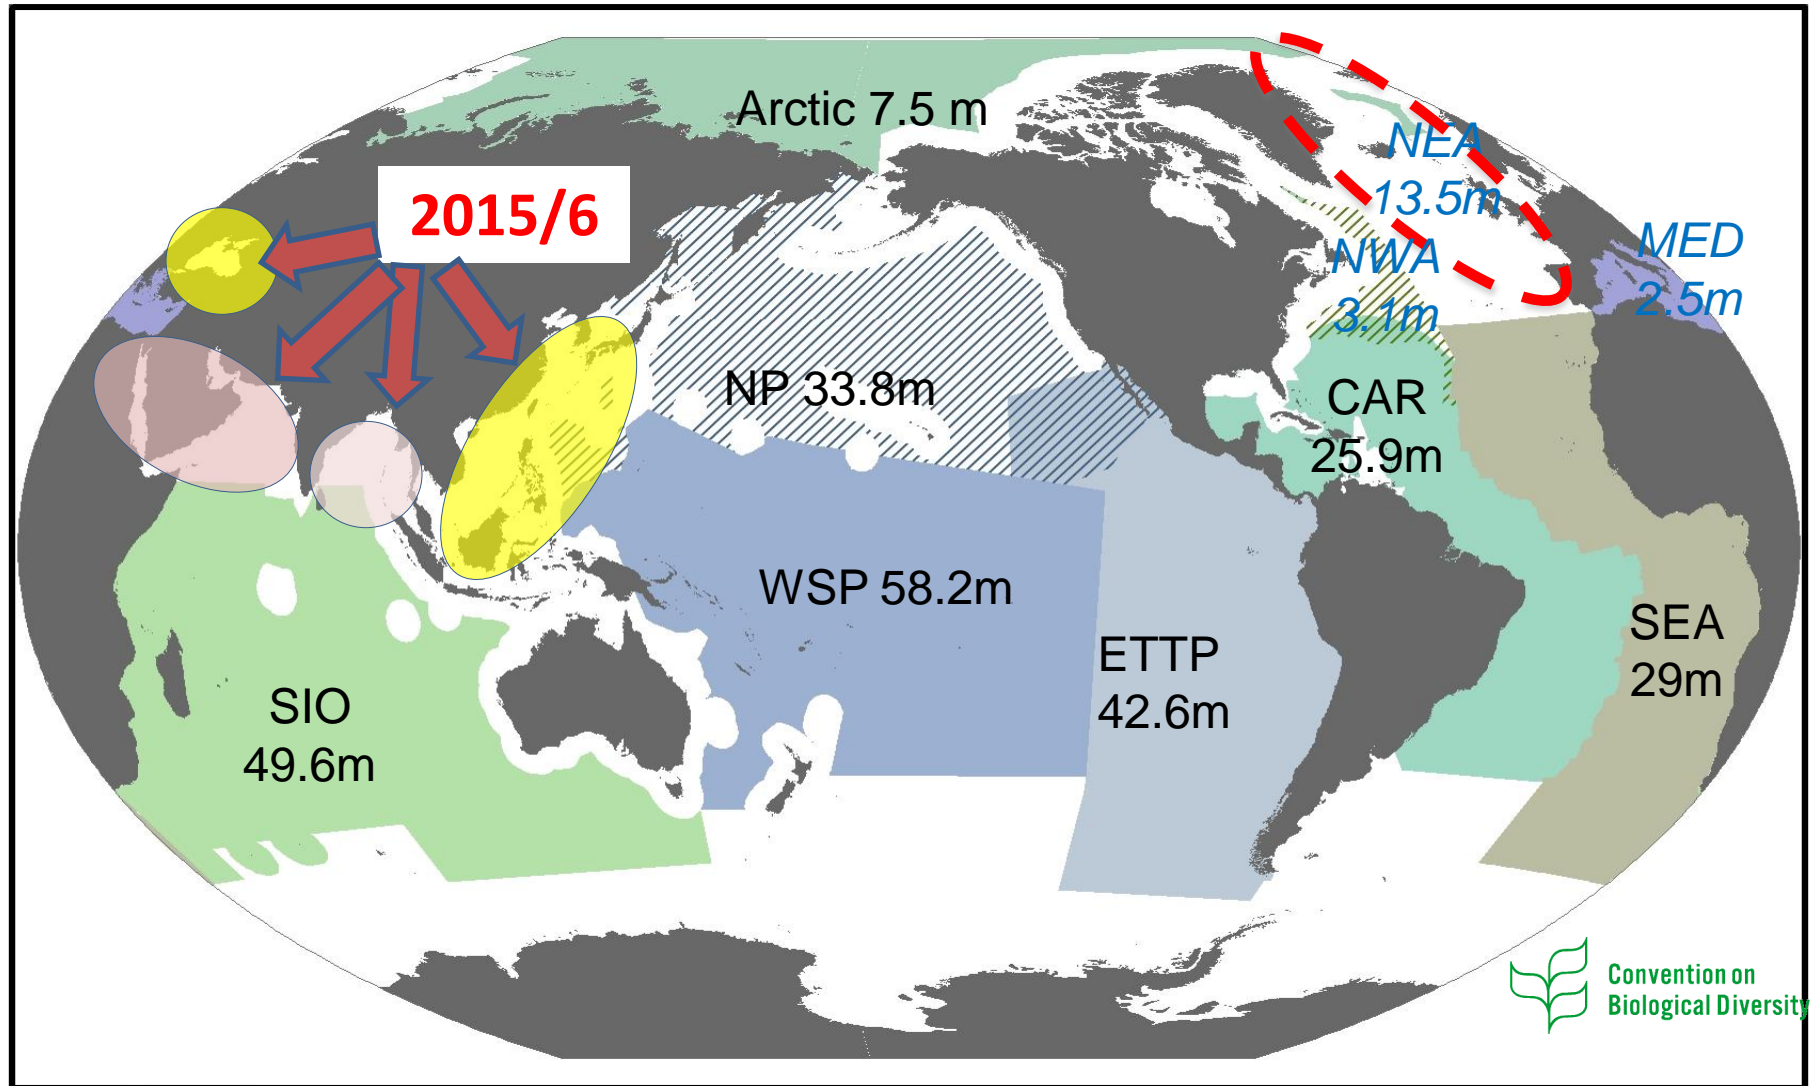 Arctic 7.5 m
NEA
13.5m
2015/6
NWA
3.1m
MED
2.5m
NP 33.8m
CAR
25.9m
WSP 58.2m
ETTP
42.6m
SEA
29m
SIO
49.6m
Convention on
Biological Diversity